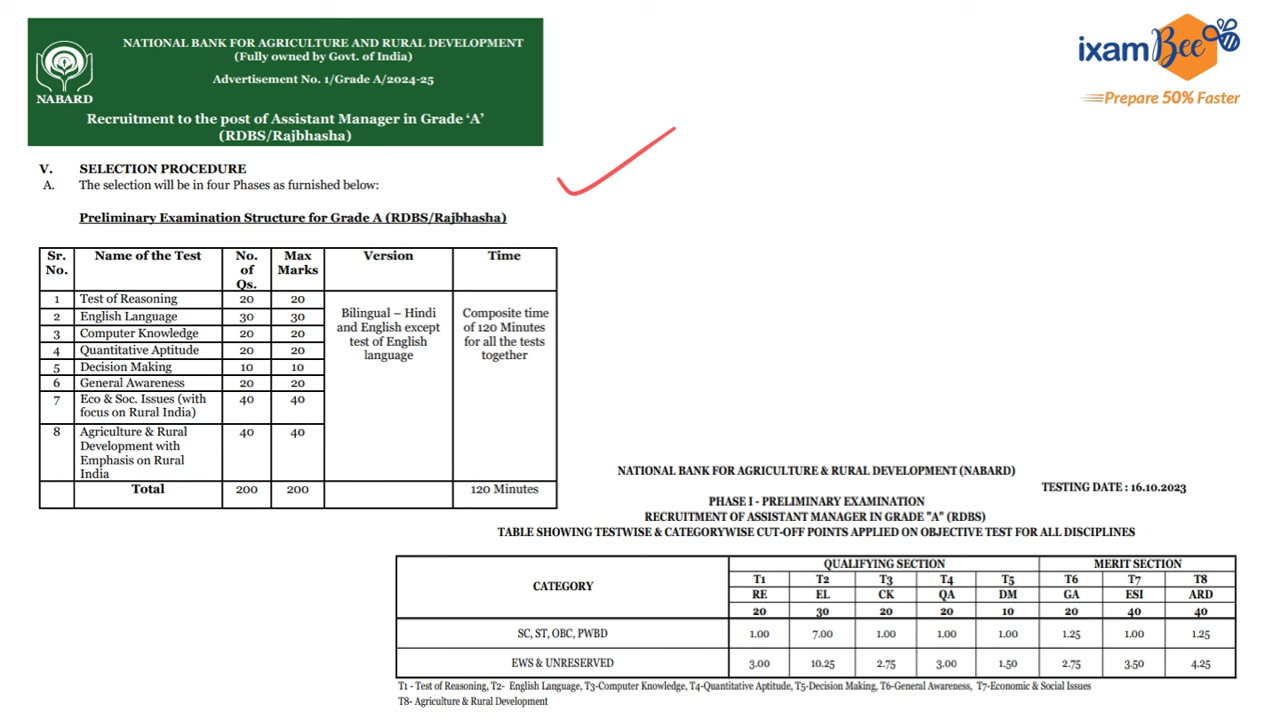 NATIONAL BANK FOR AGRICULTURE AND RURAL DEVELOPMENT
(Fully owned by Govt. of India)
Advertisement No. 1/Grade A/2024-25
NABARD
Recruitment to the post of Assistant Manager in Grade ‘A’
(RDBS/Rajbhasha)
ixamBee
Prepare 50% Faster
V. SELECTION PROCEDURE
A. The selection will be in four Phases as furnished below:
Preliminary Examination Structure for Grade A (RDBS/Rajbhasha)
Sr. No. Name of the Test No. of Qs. Max Marks Version Time
1 Test of Reasoning 20 20
2 English Language 30 30
3 Computer Knowledge 20 20
4 Quantitative Aptitude 20 20
5 Decision Making 10 10
6 General Awareness 20 20
7 Eco & Soc. Issues (with 40 40
focus on Rural India)
8 Agriculture & Rural 40 40
Development with
Emphasis on Rural
India
Bilingual – Hindi
and English except
test of English
language
Composite time
of 120 Minutes
for all the tests
together
Total 200 200 120 Minutes
NATIONAL BANK FOR AGRICULTURE & RURAL DEVELOPMENT (NABARD)
TESTING DATE : 16.10.2023
PHASE I - PRELIMINARY EXAMINATION
RECRUITMENT OF ASSISTANT MANAGER IN GRADE "A" (RDBS)
TABLE SHOWING TESTWISE & CATEGORYWISE CUT-OFF POINTS APPLIED ON OBJECTIVE TEST FOR ALL DISCIPLINES
CATEGORY QUALIFYING SECTION MERIT SECTION
T1 T2 T3 T4 T5 T6 T7 T8
RE EL CK QA DM GA ESI ARD
20 30 20 20 10 20 40 40
SC, ST, OBC, PWBD 1.00 7.00 1.00 1.00 1.00 1.25 1.00 1.25
EWS & UNRESERVED 3.00 10.25 2.75 3.00 1.50 2.75 3.50 4.25
T1 - Test of Reasoning, T2- English Language, T3-Computer Knowledge, T4-Quantitative Aptitude, T5-Decision Making, T6-General Awareness, T7-Economic & Social Issues
T8- Agriculture & Rural Development